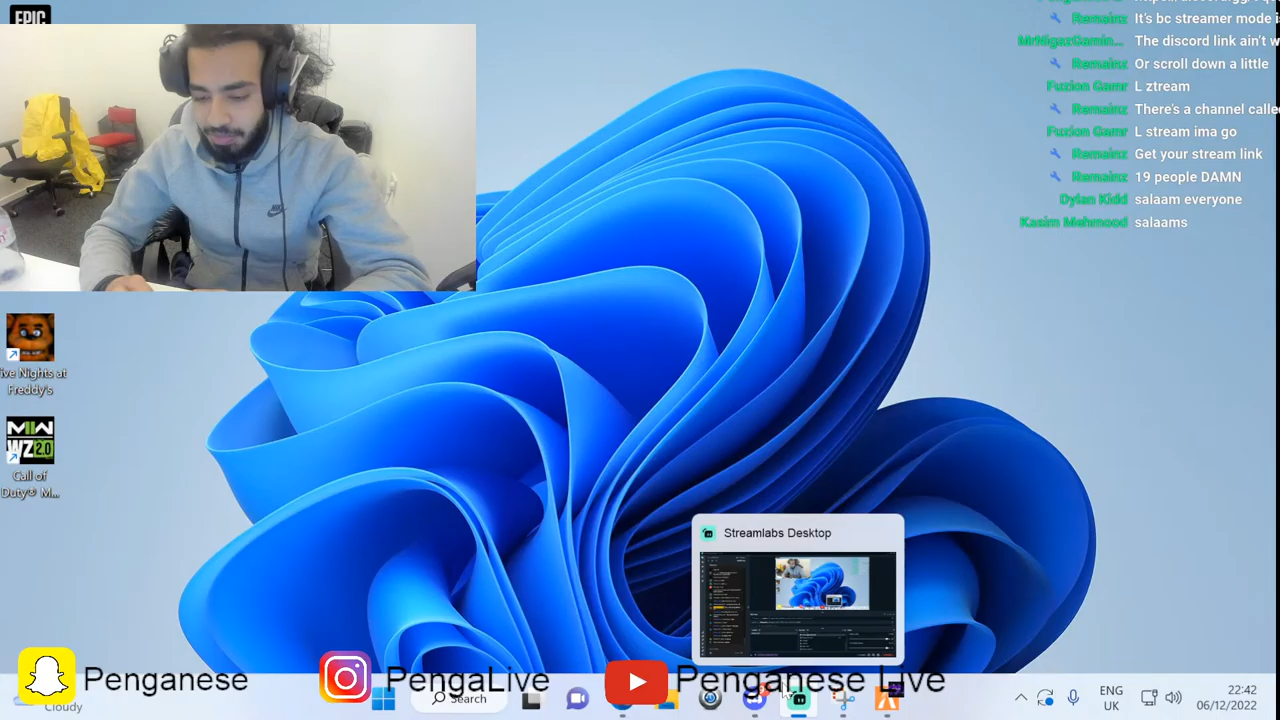 EPIC
It's bc streamer mode
Remainz
The discord link ain't
Remainz Or scroll down a little
Fuzion Gamr L ztream
Remainz There's a channel called
Fuzion Gamr L stream ima go
Remainz Get your stream link
Remainz 19 people DAMN
Dylan Kidd salaam everyone
Kasim Mehmood salaams
ive Nights at
Freddy's
MW
WZ 2.0
Call of
Duty® M...
Streamlabs Desktop
Penganese
PengaLive
Penganese Live
Cloudy
Search
ENG
UK
22:42
06/12/2022